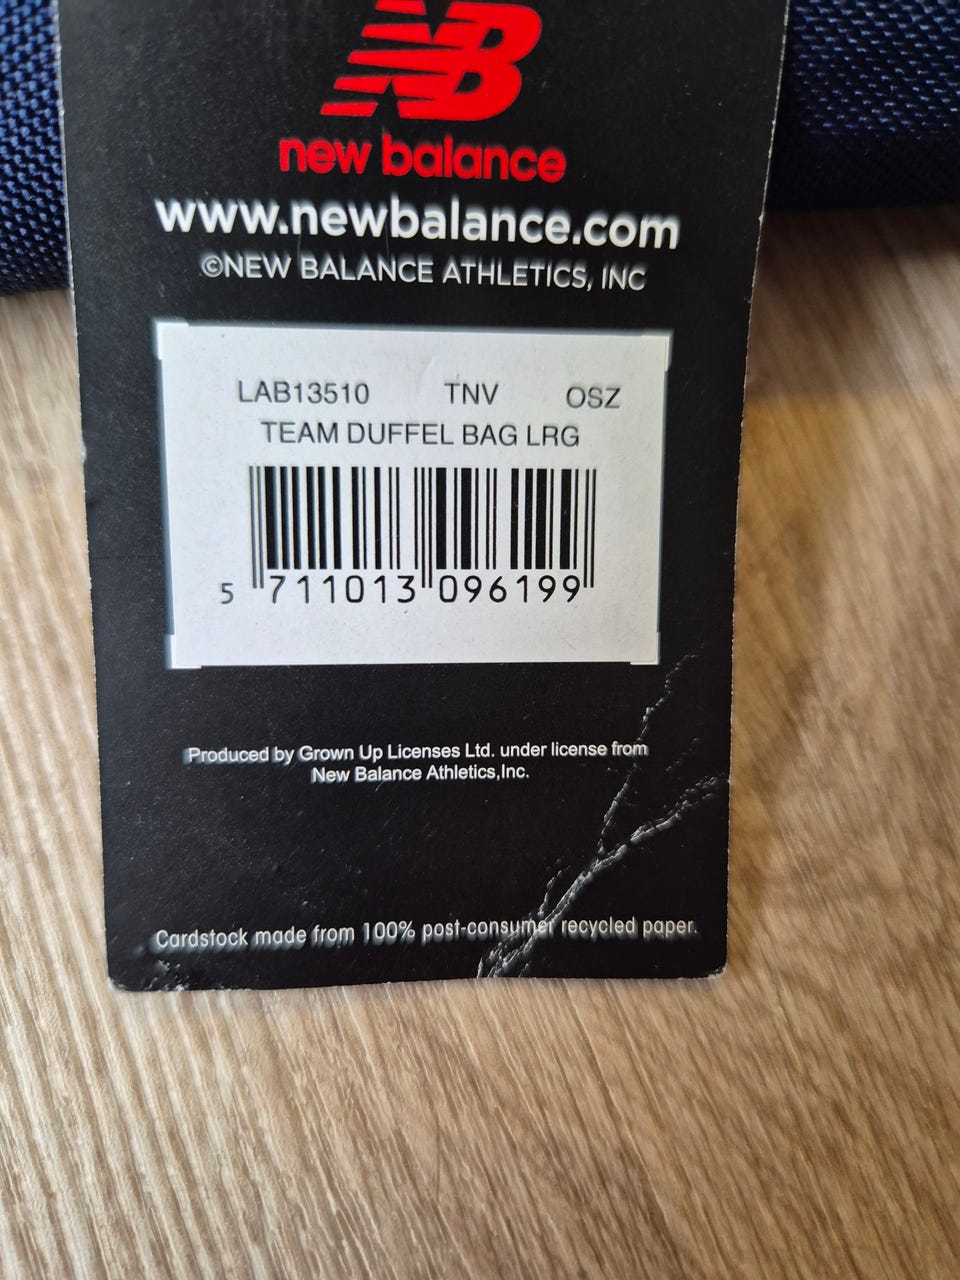 NB
new balance
www.newbalance.com
©NEW BALANCE ATHLETICS, INC
LAB13510 TNV OSZ
TEAM DUFFEL BAG LRG
5 711013 096199
Produced by Grown Up Licenses Ltd. under license from
New Balance Athletics,Inc.
Cardstock made from 100% post-consumer recycled paper.